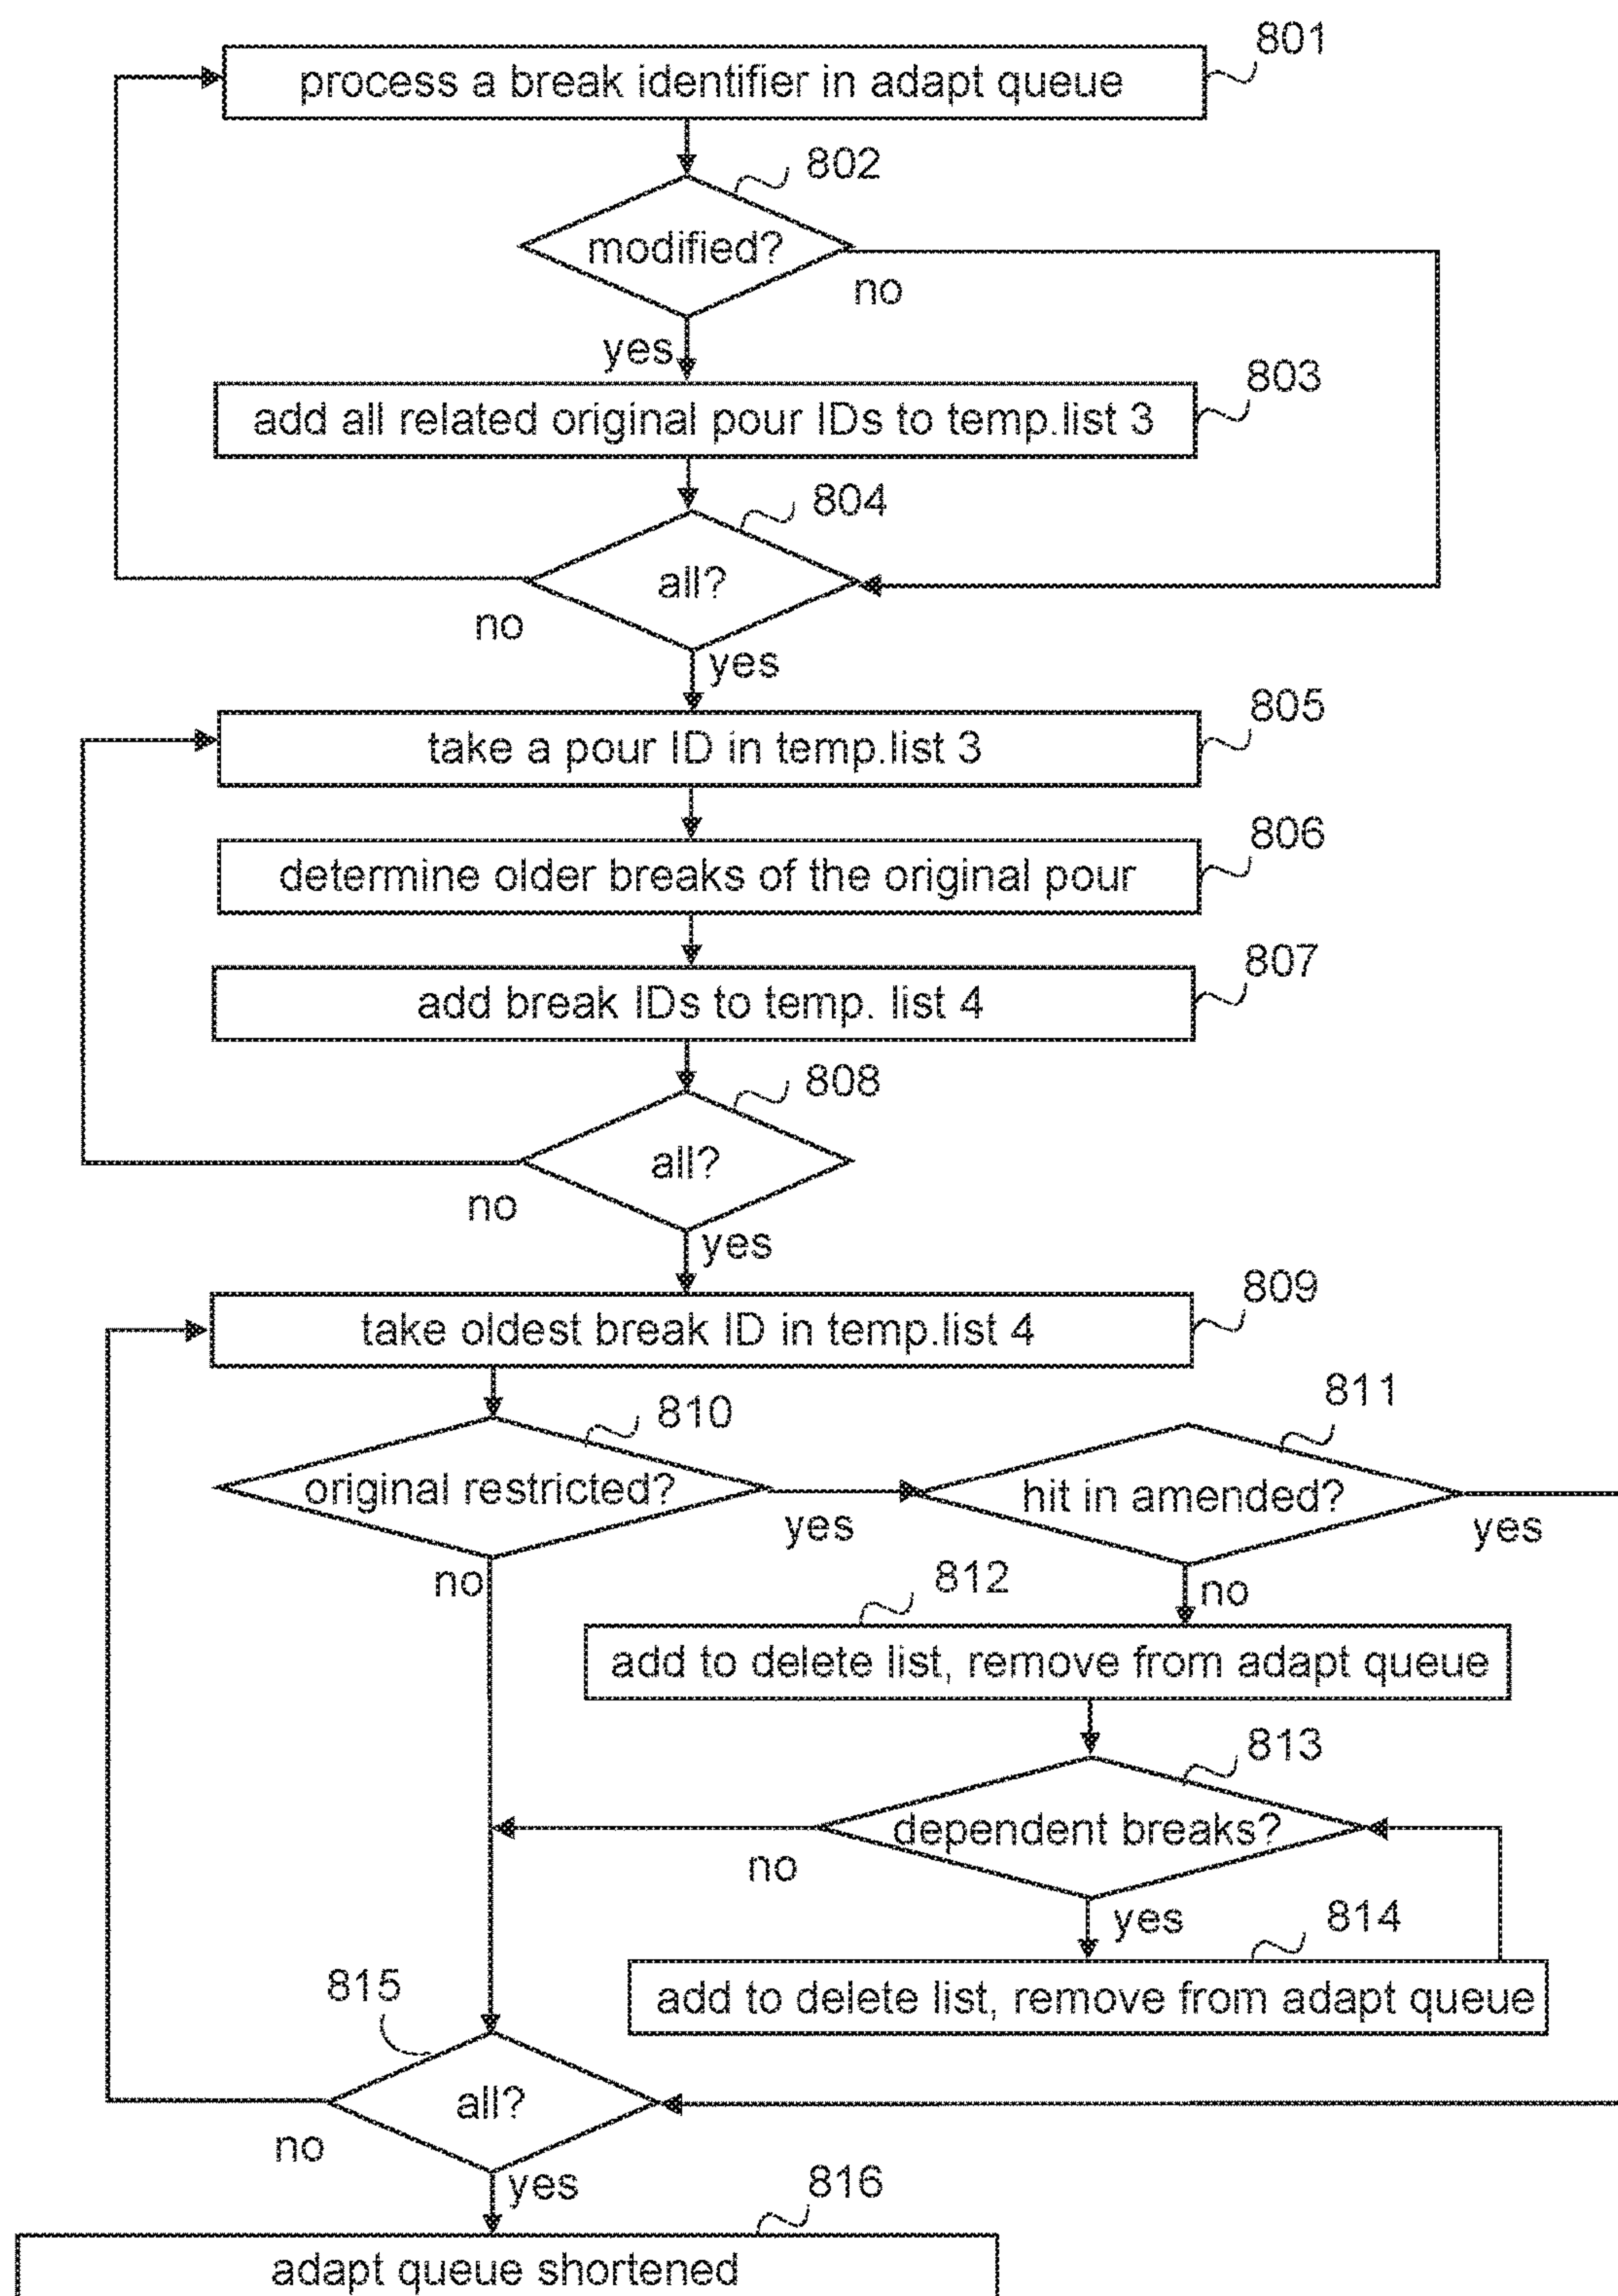 801
process a break identifier in adapt queue
802
modified?
no
yes
803
add all related original pour IDs to temp.list 3
804
all?
no
yes
805
take a pour ID in temp.list 3
806
determine older breaks of the original pour
807
add break IDs to temp. list 4
808
all?
no
yes
809
take oldest break ID in temp.list 4
810
811
original restricted?
yes
hit in amended?
yes
no
812
no
add to delete list, remove from adapt queue
813
dependent breaks?
no
yes
814
add to delete list, remove from adapt queue
815
all?
no
yes
816
adapt queue shortened